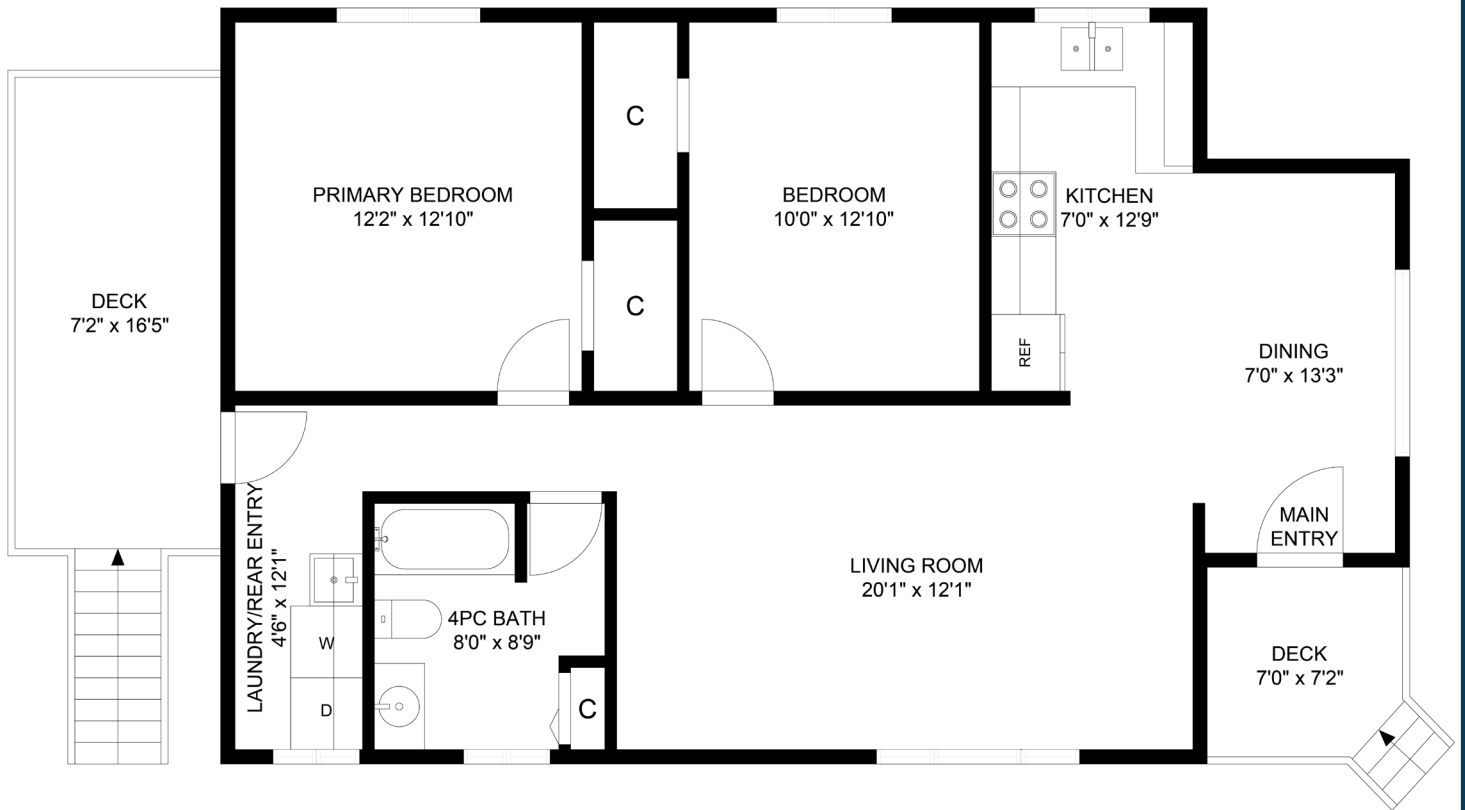 PRIMARY BEDROOM
12'2" x 12'10"
C
C
BEDROOM
10'0" x 12'10"
KITCHEN
7'0" x 12'9"
REF
DECK
7'2" x 16'5"
DINING
7'0" x 13'3"
MAIN
ENTRY
LAUNDRY/REAR ENTRY
4'6" x 12'1"
W
D
4PC BATH
8'0" x 8'9"
C
LIVING ROOM
20'1" x 12'1"
DECK
7'0" x 7'2"